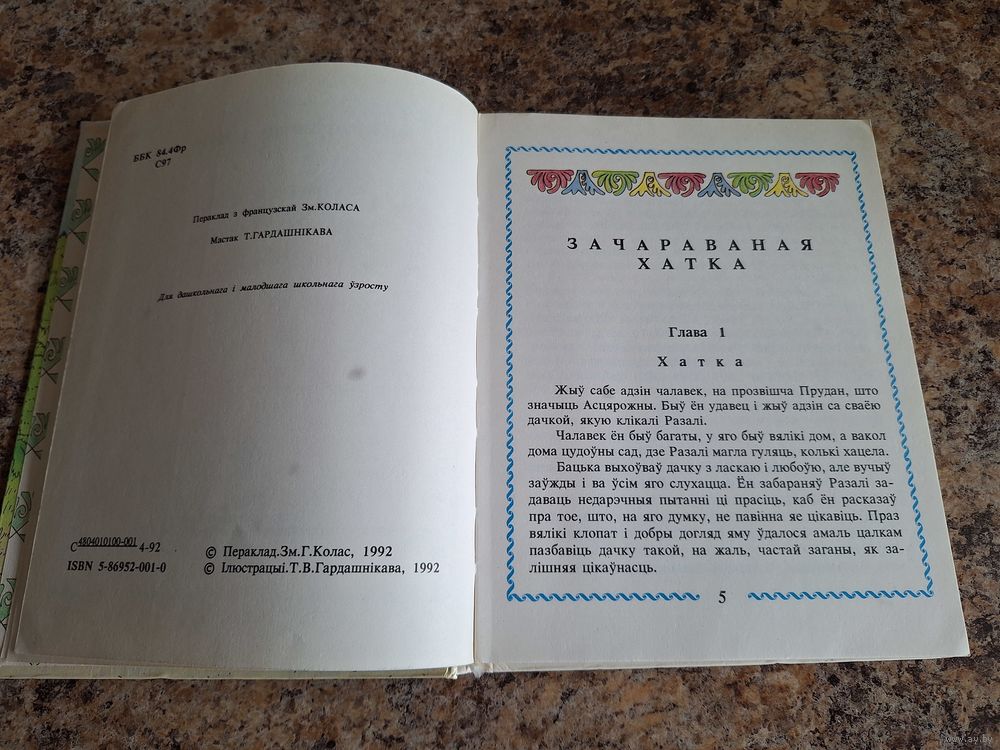 ББК 84.4Фр
С97
Пераклад з французскай Зм.КОЛАСА
Мастак Т.ГАРДАШНІКАВА
Для дашкольнага і малодшага школьнага ўзросту
С 4804010100-001 4-92
ISBN 5-86952-001-0
© Пераклад.Зм.Г.Колас, 1992
© Ілюстрацыі.Т.В.Гардашнікава, 1992
ЗАЧАРАВАНАЯ
ХАТКА
Глава 1
Хатка
Жыў сабе адзін чалавек, на прозвішча Прудан, што
значыць Асцярожны. Быў ён удавец і жыў адзін са сваёю
дачкой, якую клікалі Разалі.
Чалавек ён быў багаты, у яго быў вялікі дом, а вакол
дома цудоўны сад, дзе Разалі магла гуляць, колькі хацела.
Бацька выхоўваў дачку з ласкаю і любоўю, але вучыў
заўжды і ва ўсім яго слухацца. Ён забараняў Разалі за-
даваць недарэчныя пытанні ці прасіць, каб ён расказаў
пра тое, што, на яго думку, не павінна яе цікавіць. Праз
вялікі клопат і добры догляд яму ўдалося амаль цалкам
пазбавіць дачку такой, на жаль, частай заганы, як за-
лішняя цікаўнасць.
5
www.ay.by